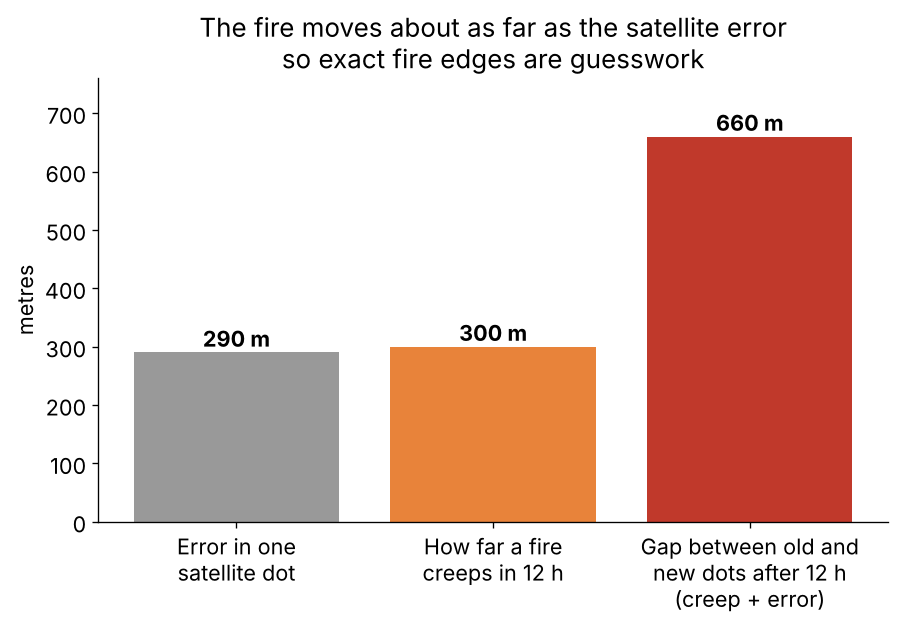 The fire moves about as far as the satellite error
so exact fire edges are guesswork
metres
700
600
500
400
300
200
100
0
290 m
300 m
660 m
Error in one
satellite dot
How far a fire
creeps in 12 h
Gap between old and
new dots after 12 h
(creep + error)